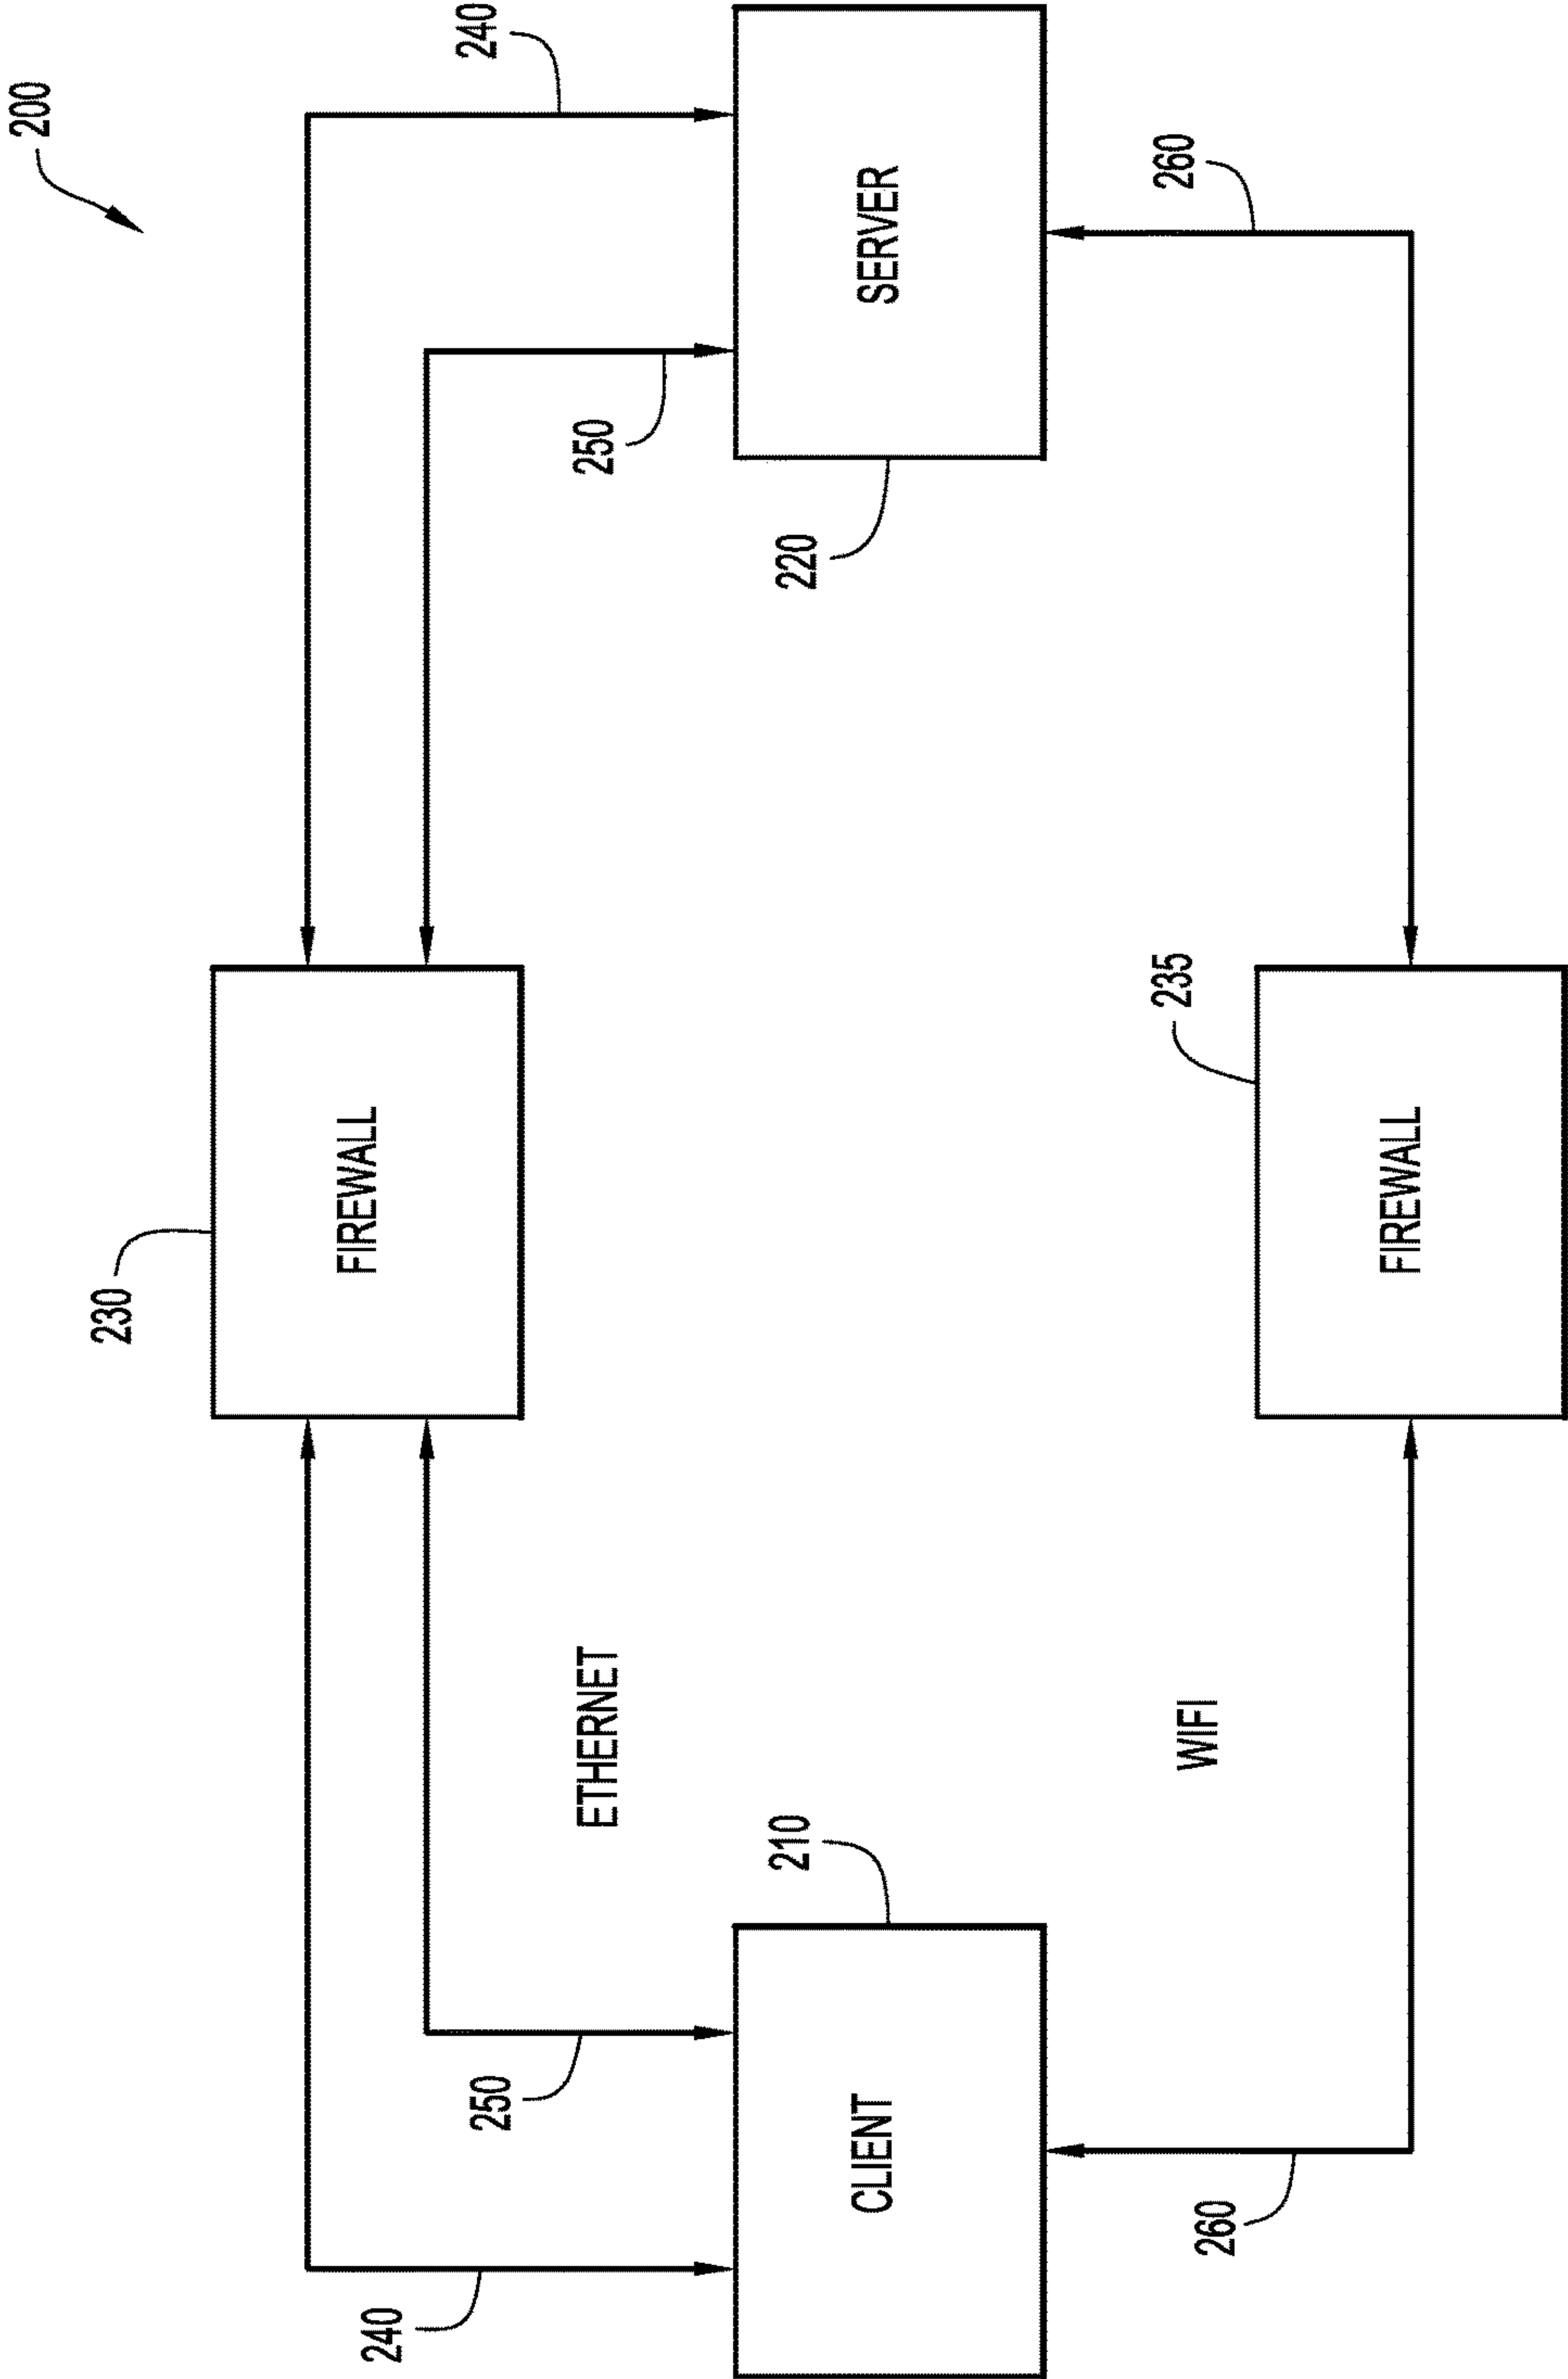 200
230
FIREWALL
240
240
250
250
ETHERNET
210
220
CLIENT
SERVER
WIFI
260
260
235
FIREWALL